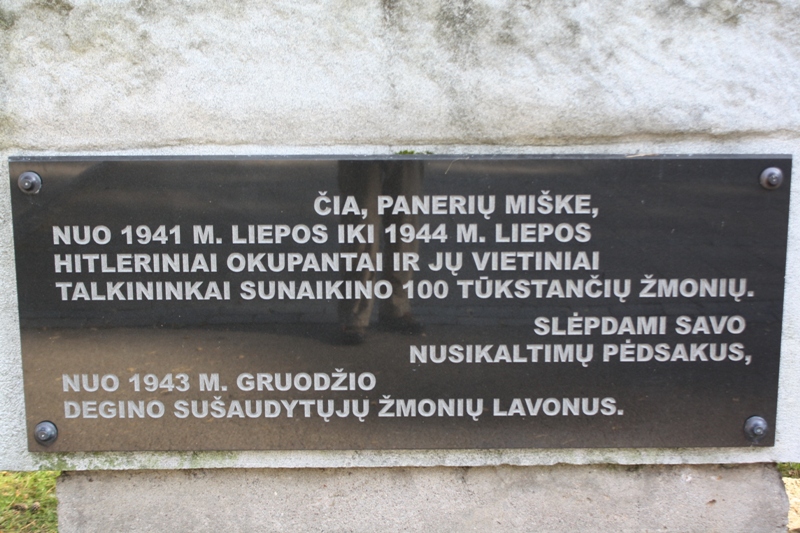 ČIA, PANERIŲ MIŠKE,
NUO 1941 M. LIEPOS IKI 1944 M. LIEPOS
HITLERINIAI OKUPANTAI IR JŲ VIETINIAI
TALKININKAI SUNAIKINO 100 TŪKSTANČIŲ ŽMONIŲ.
SLĖPDAMI SAVO
NUSIKALTIMŲ PĖDSAKUS,
NUO 1943 M. GRUODŽIO
DEGINO SUŠAUDYTŲJŲ ŽMONIŲ LAVONUS.